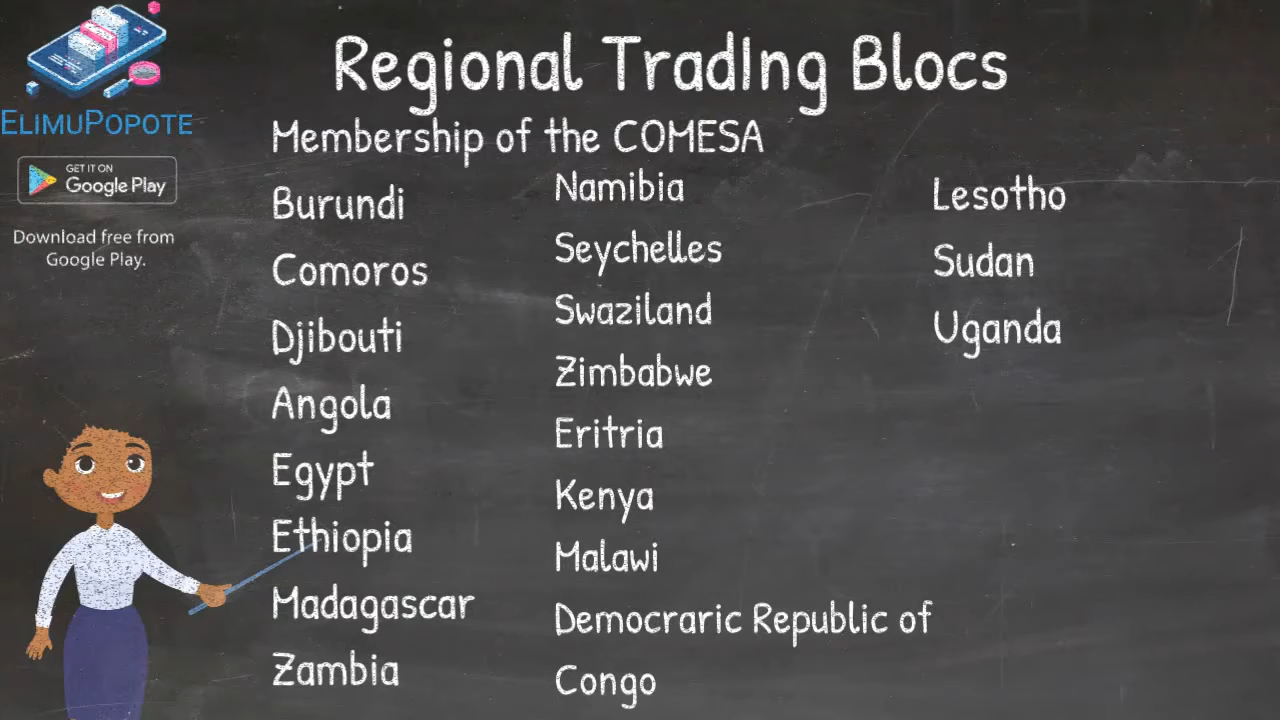 Regional TradIng Blocs
ELIMUPOPOTE
GET IT ON
Google Play
Download free from
Google Play.
Membership of the COMESA
Burundi
Comoros
Djibouti
Angola
Egypt
Ethiopia
Madagascar
Zambia
Namibia
Seychelles
Swaziland
Zimbabwe
Eritria
Kenya
Malawi
Democraric Republic of
Congo
Lesotho
Sudan
Uganda